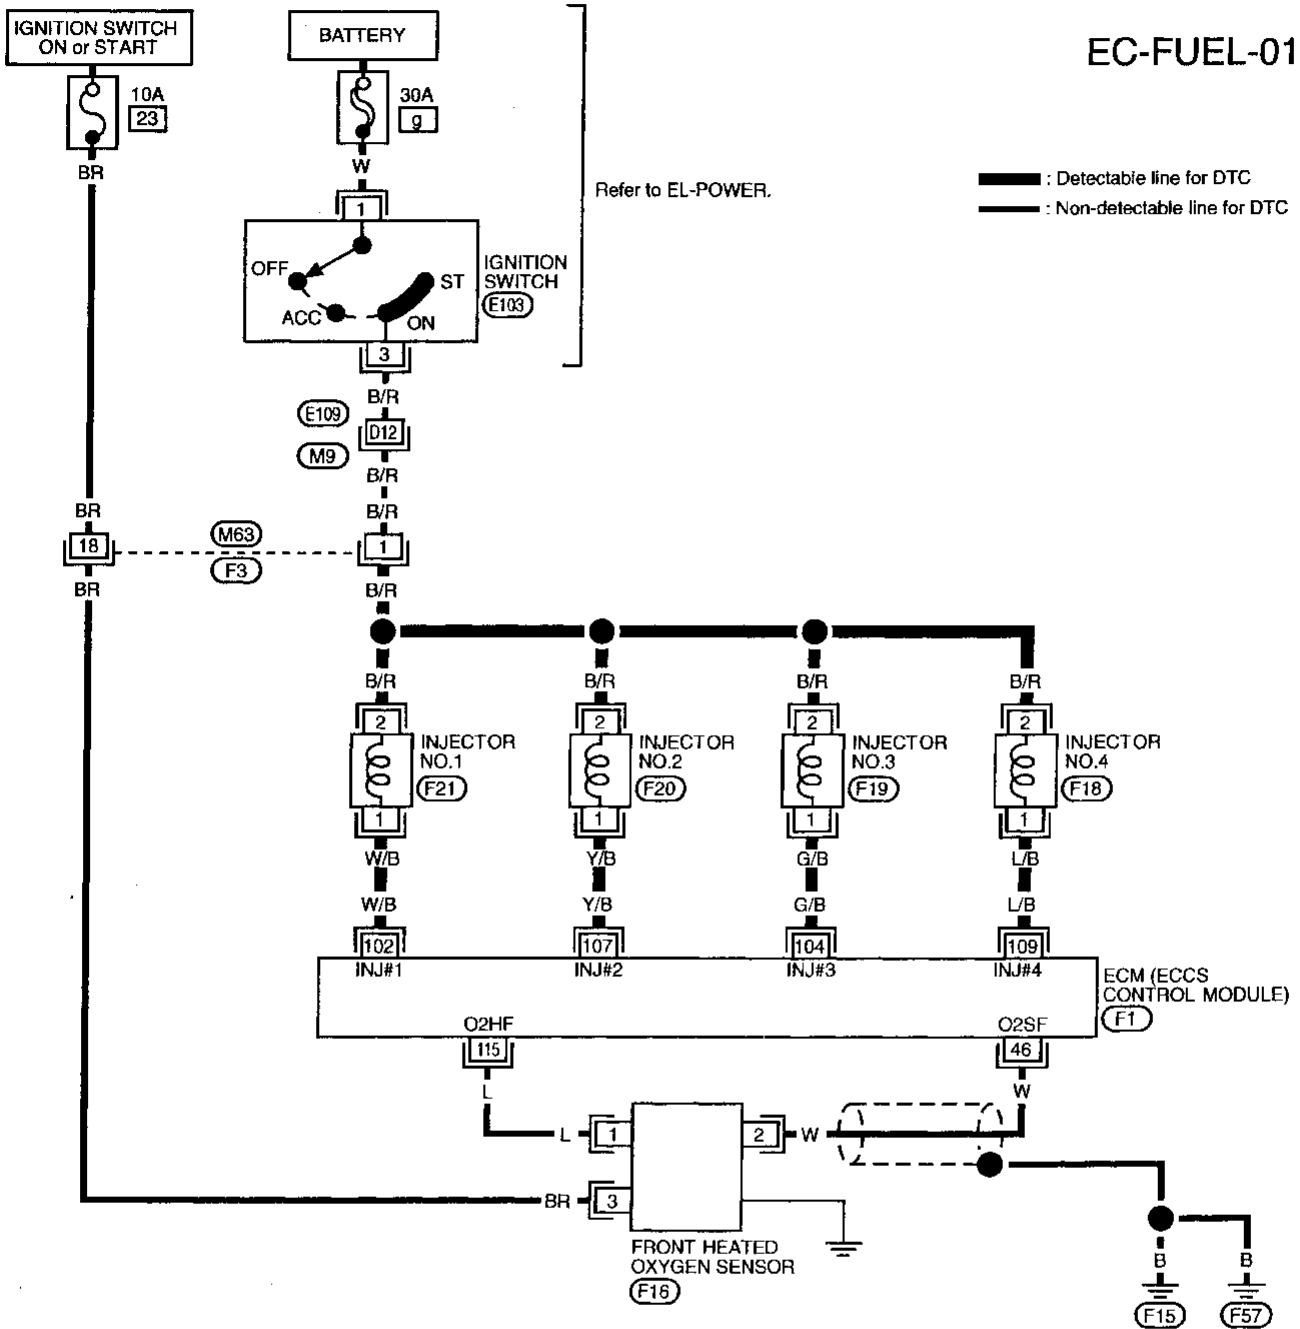 IGNITION SWITCH
ON or START
BATTERY
EC-FUEL-01
10A
23
30A
g
BR
W
Refer to EL-POWER.
: Detectable line for DTC
: Non-detectable line for DTC
1
OFF
ST
ACC
ON
IGNITION
SWITCH
E103
3
B/R
E109
D12
M9
B/R
BR
B/R
18
M63
1
F3
BR
B/R
B/R
B/R
B/R
B/R
2
2
2
2
INJECTOR
NO.1
F21
INJECTOR
NO.2
F20
INJECTOR
NO.3
F19
INJECTOR
NO.4
F18
1
1
1
1
W/B
Y/B
G/B
L/B
W/B
Y/B
G/B
L/B
102
107
104
109
INJ#1
INJ#2
INJ#3
INJ#4
ECM (ECCS
CONTROL MODULE)
F1
O2HF
O2SF
115
46
L
W
L
1
2
W
BR
3
FRONT HEATED
OXYGEN SENSOR
F16
B
B
F15
F57